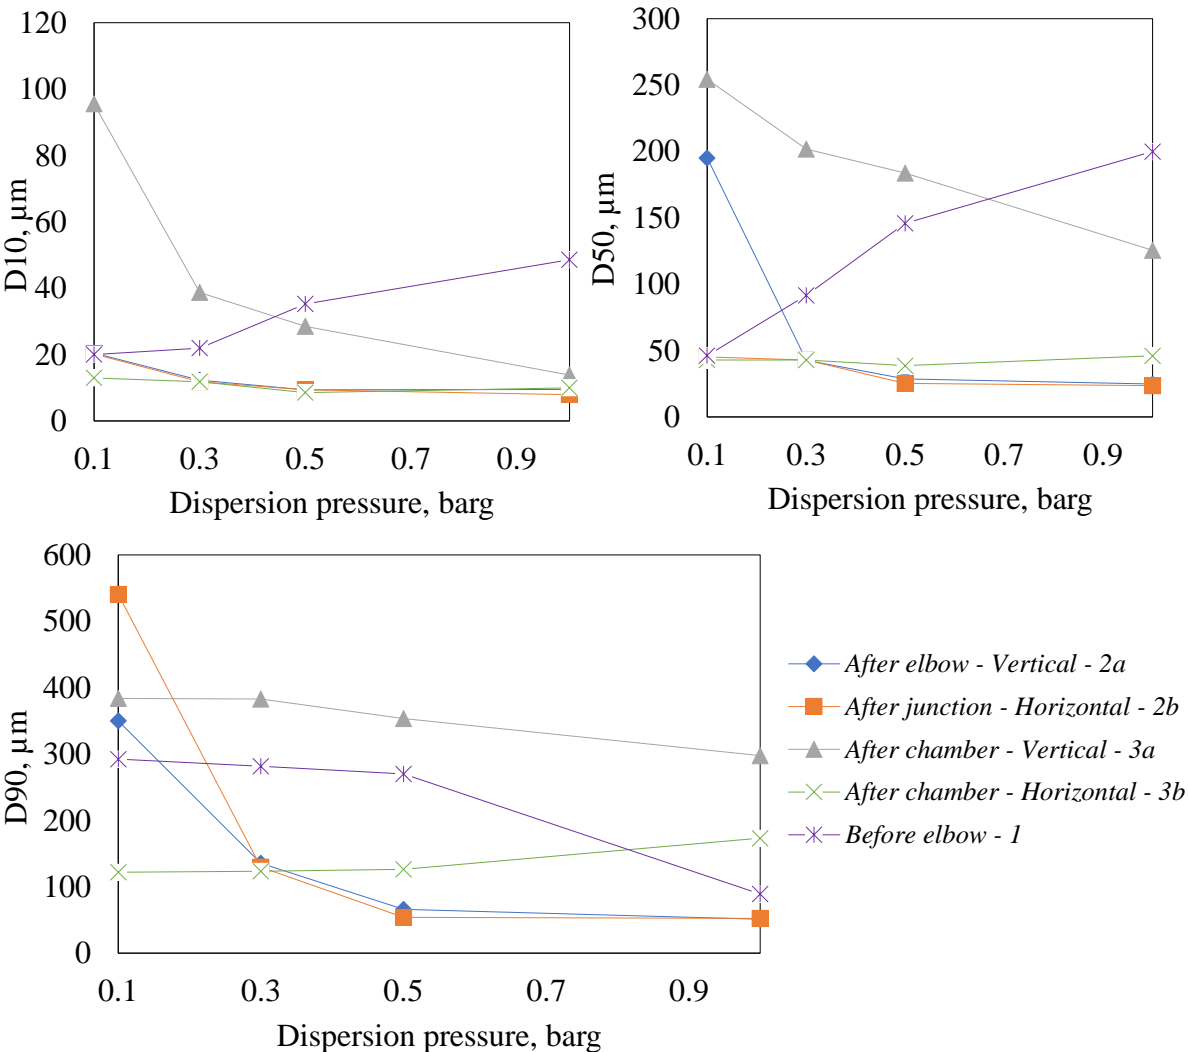 120
100
80
60
40
20
0
D10, µm
0.1 0.3 0.5 0.7 0.9
Dispersion pressure, barg
300
250
200
150
100
50
0
D50, µm
0.1 0.3 0.5 0.7 0.9
Dispersion pressure, barg
600
500
400
300
200
100
0
D90, µm
0.1 0.3 0.5 0.7 0.9
Dispersion pressure, barg
After elbow - Vertical - 2a
After junction - Horizontal - 2b
After chamber - Vertical - 3a
After chamber - Horizontal - 3b
Before elbow - 1